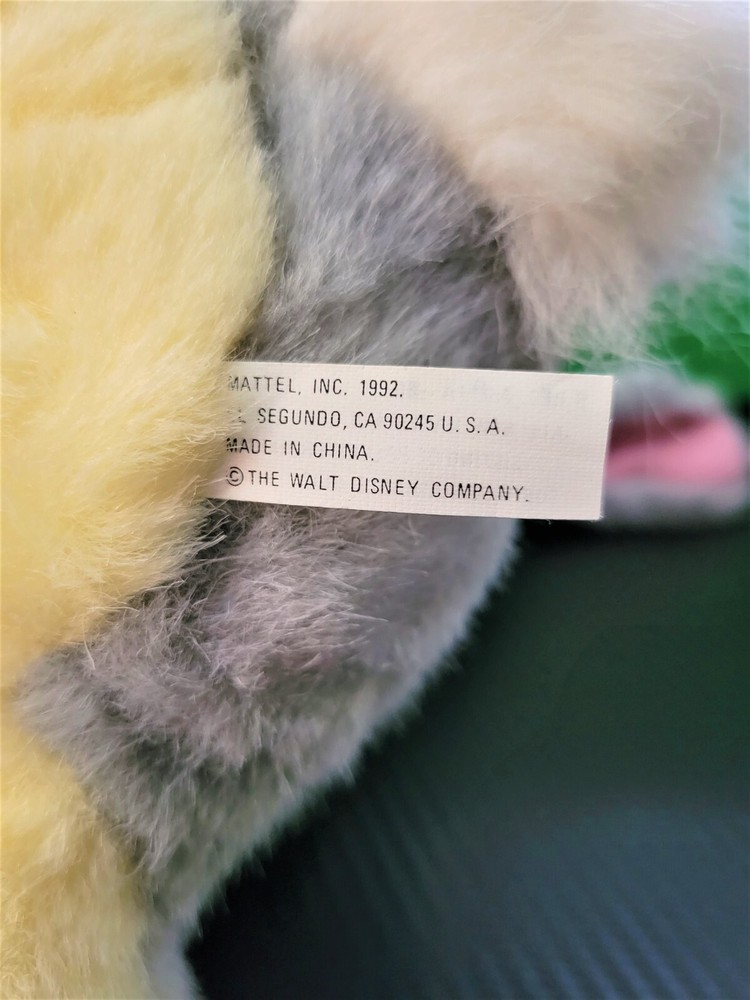 MATTEL, INC. 1992.
SEGUNDO, CA 90245 U.S.A.
MADE IN CHINA.
© THE WALT DISNEY COMPANY.